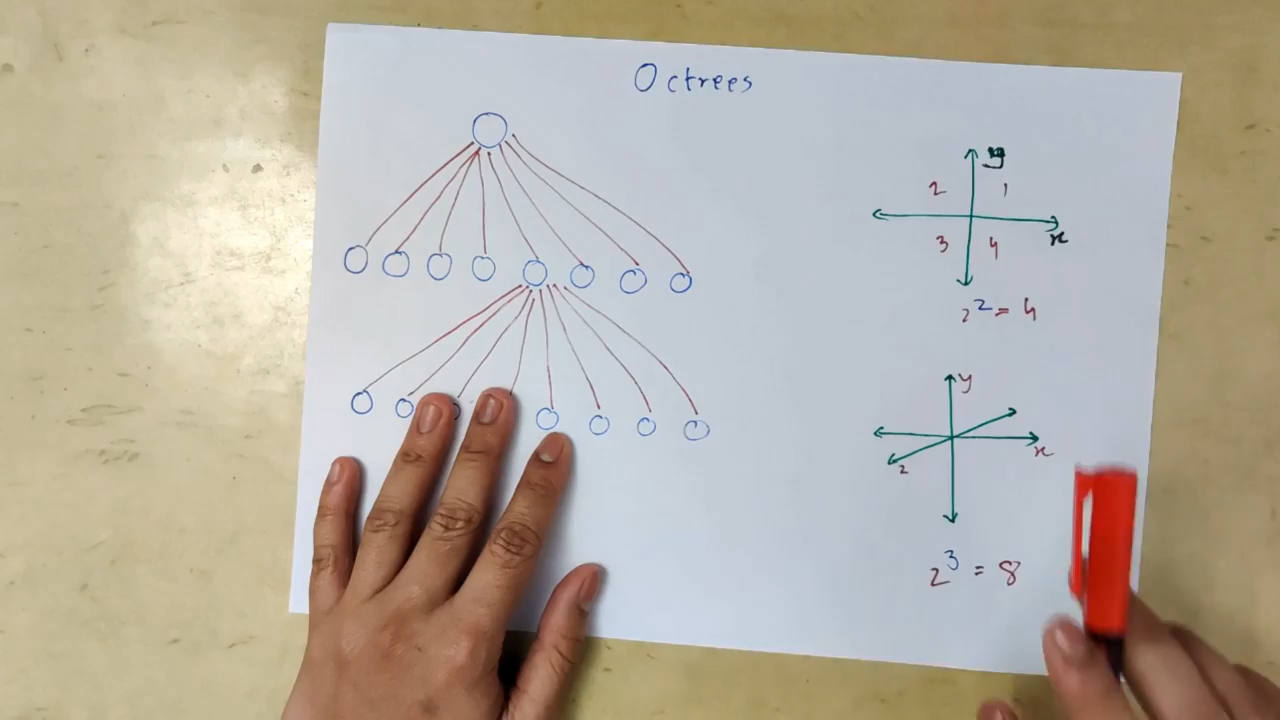 Octrees
y
2 1
x
3 4
2² = 4
y
x
z
2³ = 8